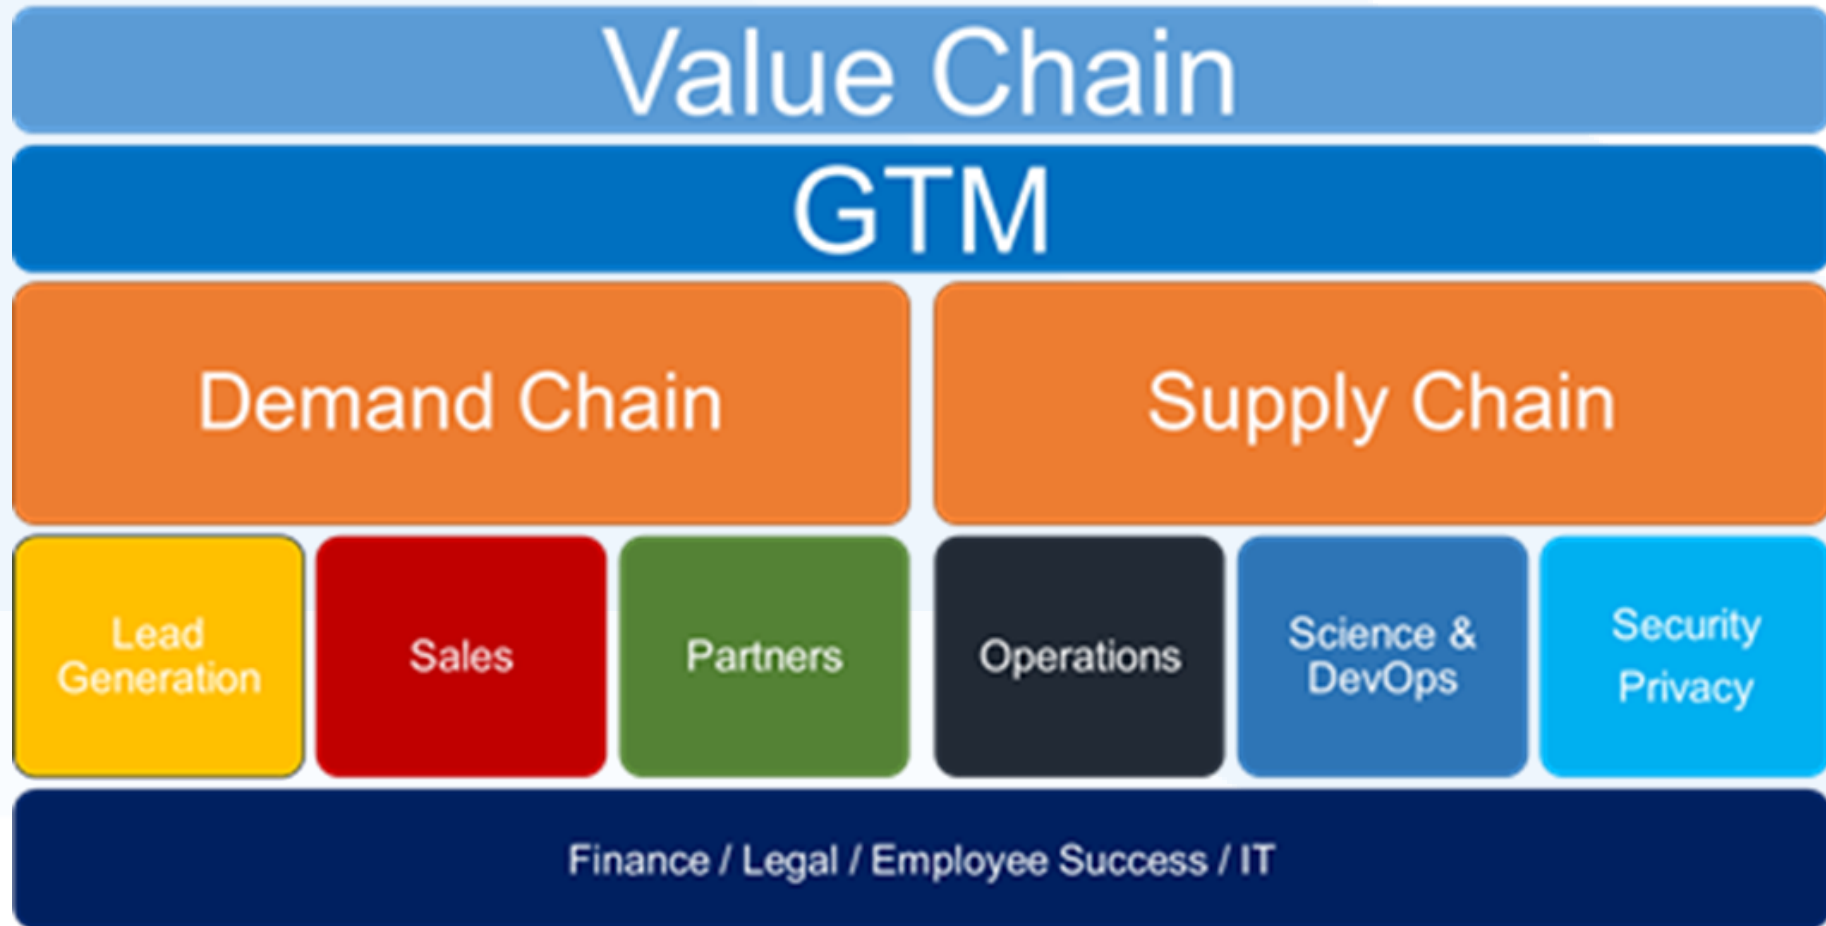 Value Chain
GTM
Demand Chain
Supply Chain
Lead
Generation
Sales
Partners
Operations
Science &
DevOps
Security
Privacy
Finance / Legal / Employee Success / IT